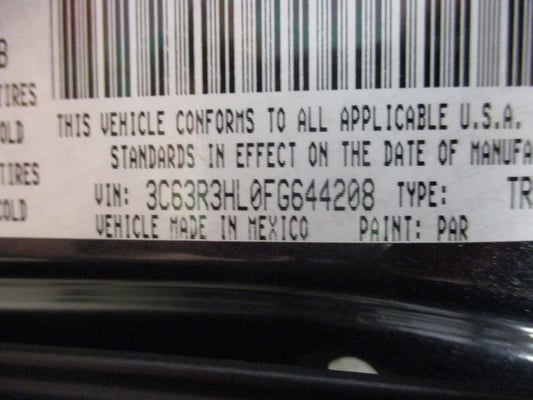 8
TIRES
OLD
TIRES
COLD
THIS VEHICLE CONFORMS TO ALL APPLICABLE U.S.A.
STANDARDS IN EFFECT ON THE DATE OF MANUFA
VIN: 3C63R3HL0FG644208 TYPE: TR
VEHICLE MADE IN MEXICO PAINT: PAR